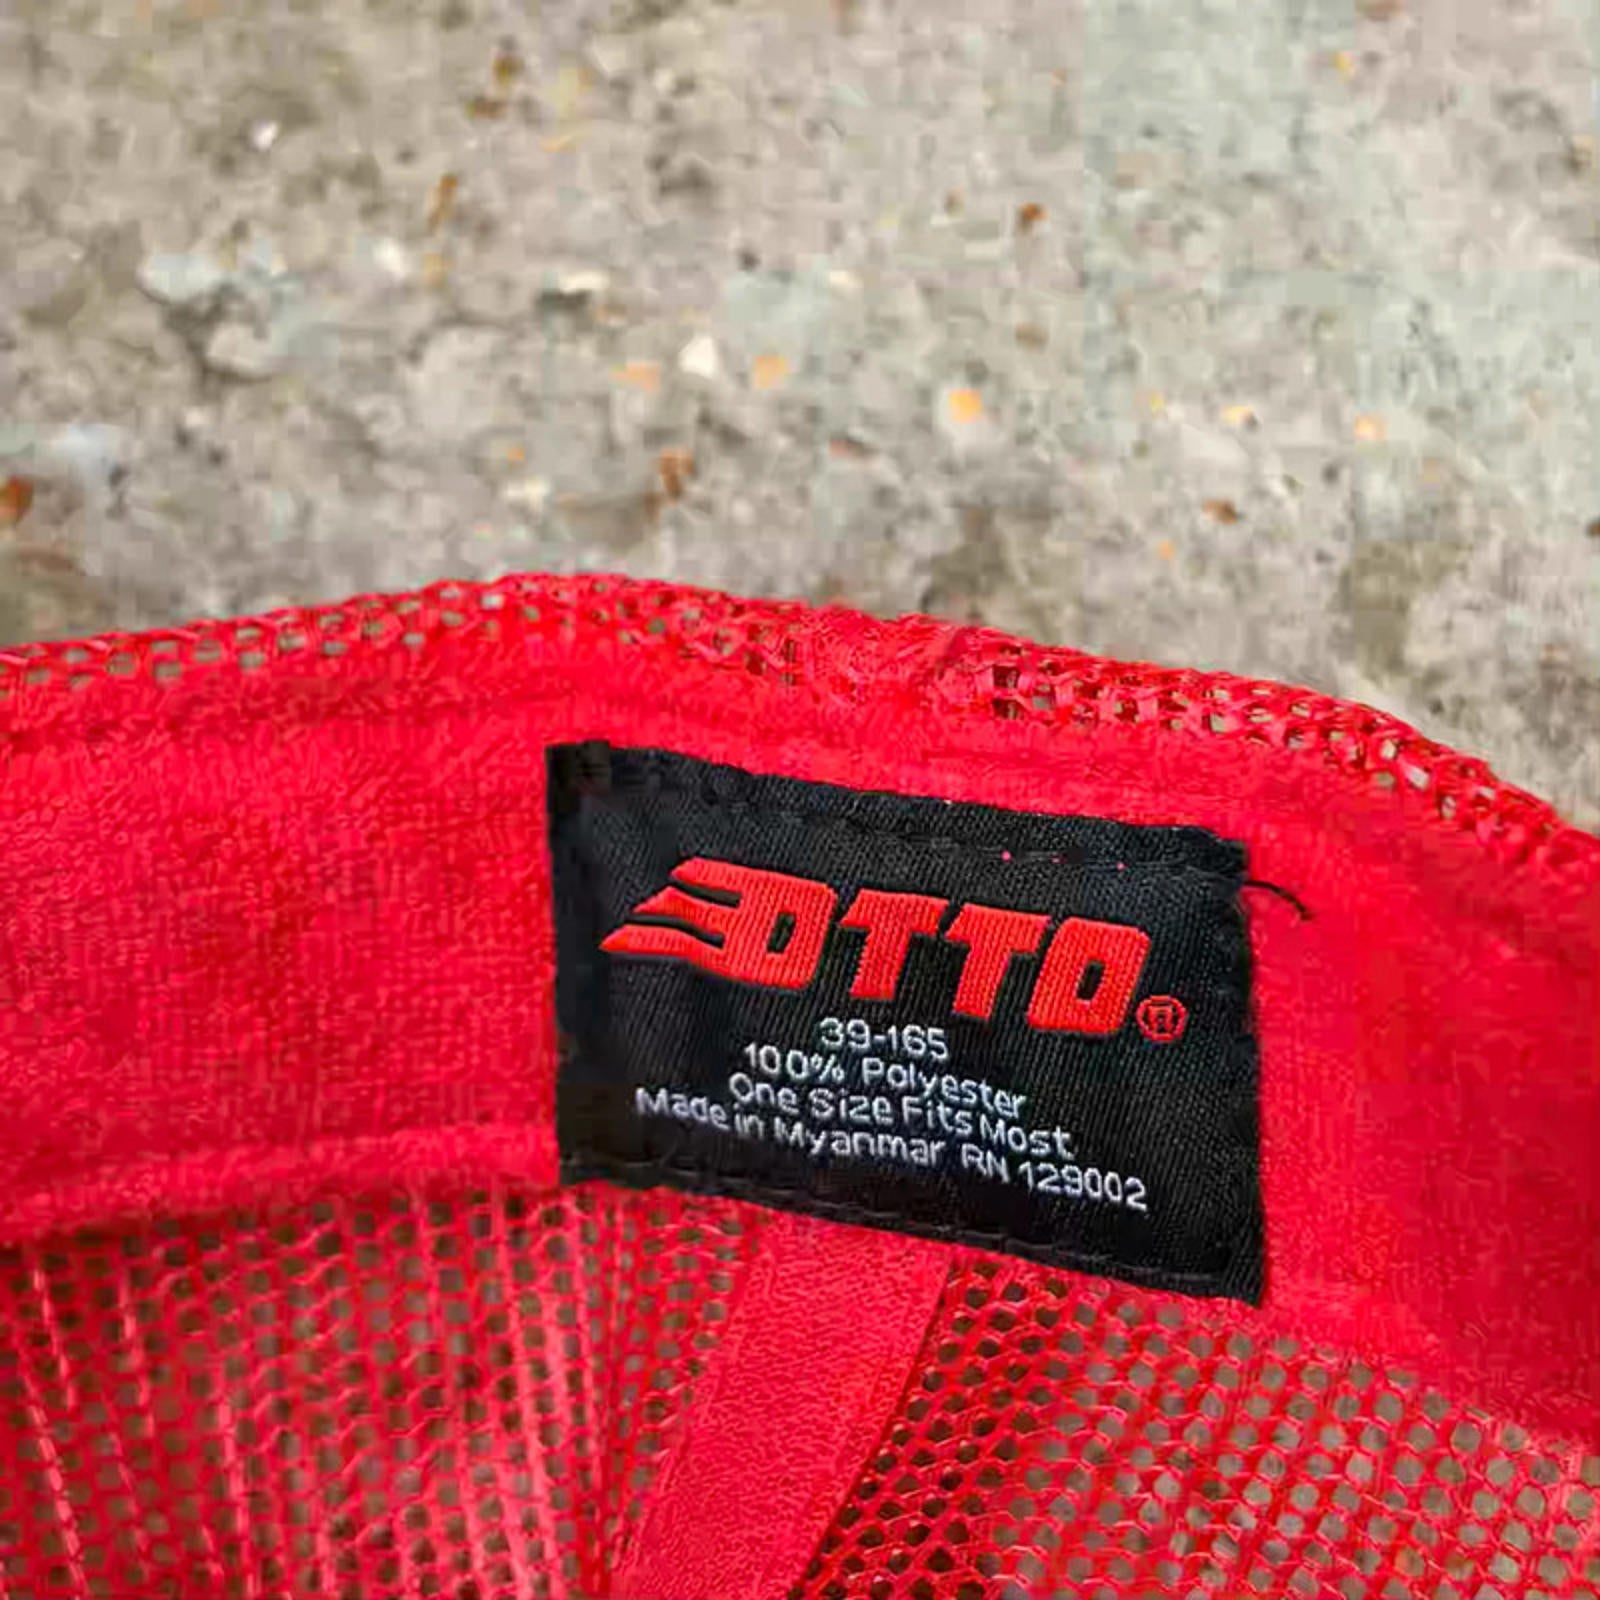 OTTO®
39-165
100% Polyester
One Size Fits Most
Made in Myanmar RN 129002